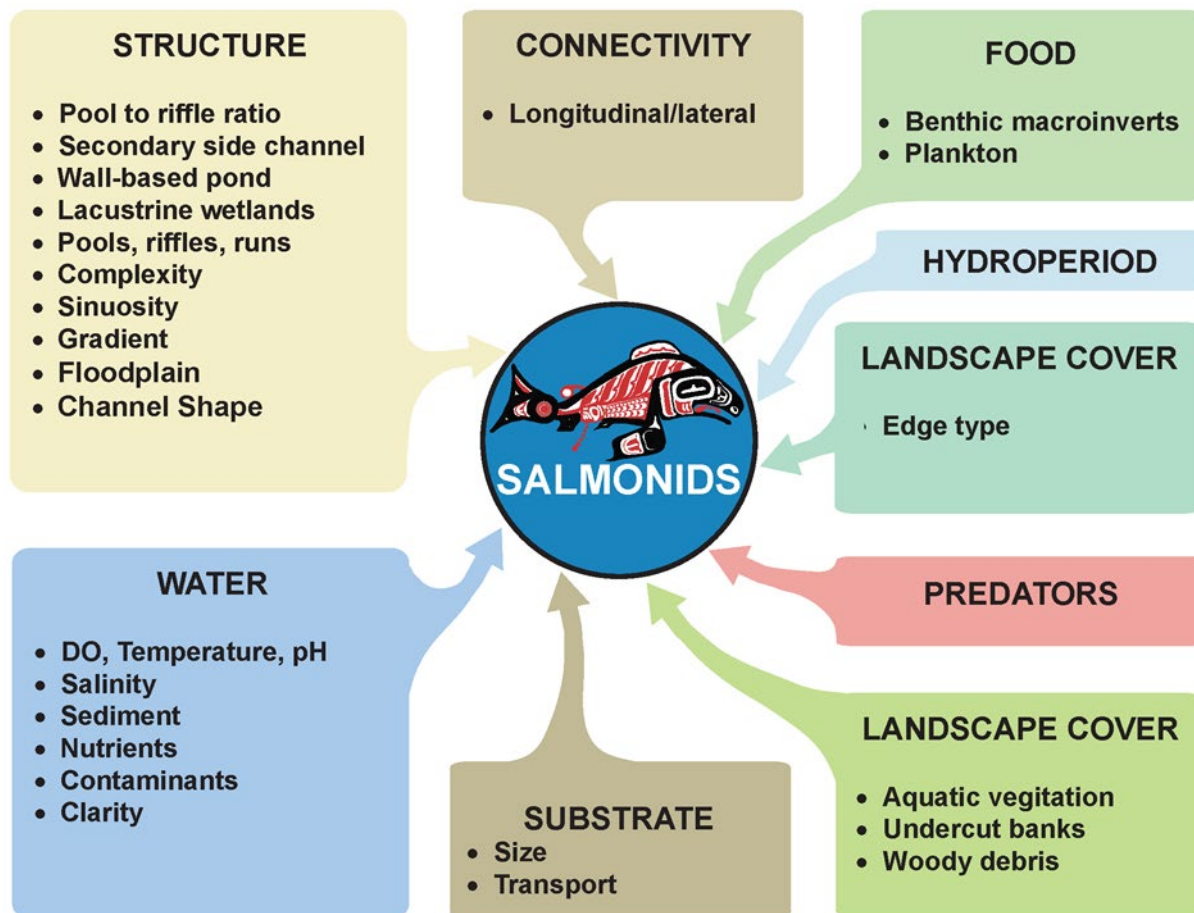 STRUCTURE
• Pool to riffle ratio
• Secondary side channel
• Wall-based pond
• Lacustrine wetlands
• Pools, riffles, runs
• Complexity
• Sinuosity
• Gradient
• Floodplain
• Channel Shape
CONNECTIVITY
• Longitudinal/lateral
FOOD
• Benthic macroinverts
• Plankton
HYDROPERIOD
LANDSCAPE COVER
• Edge type
SALMONIDS
PREDATORS
WATER
• DO, Temperature, pH
• Salinity
• Sediment
• Nutrients
• Contaminants
• Clarity
SUBSTRATE
• Size
• Transport
LANDSCAPE COVER
• Aquatic vegitation
• Undercut banks
• Woody debris